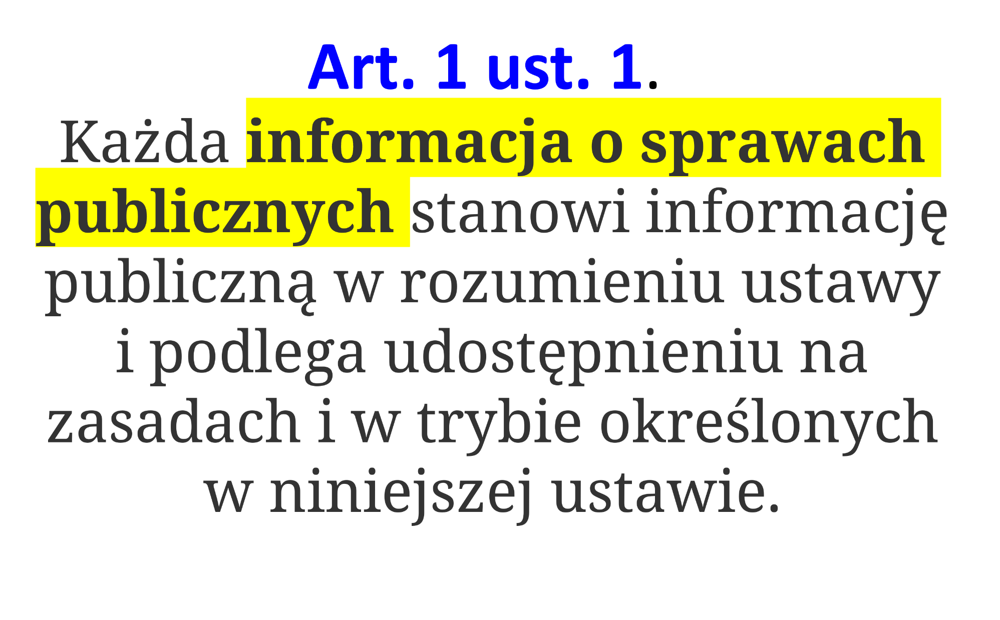 Art. 1 ust. 1.
Każda informacja o sprawach
publicznych stanowi informację
publiczną w rozumieniu ustawy
i podlega udostępnieniu na
zasadach i w trybie określonych
w niniejszej ustawie.